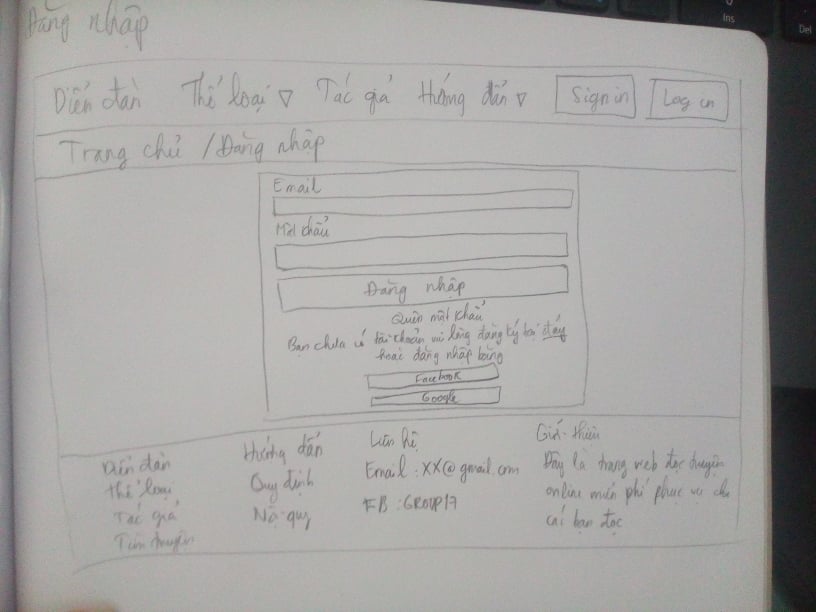 Đăng nhập
Diễn đàn Thể loại ▽ Tác giả Hướng dẫn ▽ Sign in Log in
Trang chủ / Đăng nhập
Email
Mật khẩu
Đăng nhập
Quên mật khẩu
Bạn chưa có tài khoản vui lòng đăng ký tại đây
hoặc đăng nhập bằng
Facebook
Google
Diễn đàn
Thể loại
Tác giả
Tìm truyện
Hướng dẫn
Quy định
Nội quy
Liên hệ
Email : XX@gmail.com
FB : GROUP17
Giới thiệu
Đây là trang web đọc truyện
online miễn phí phục vụ cho
các bạn đọc
Ins
Del